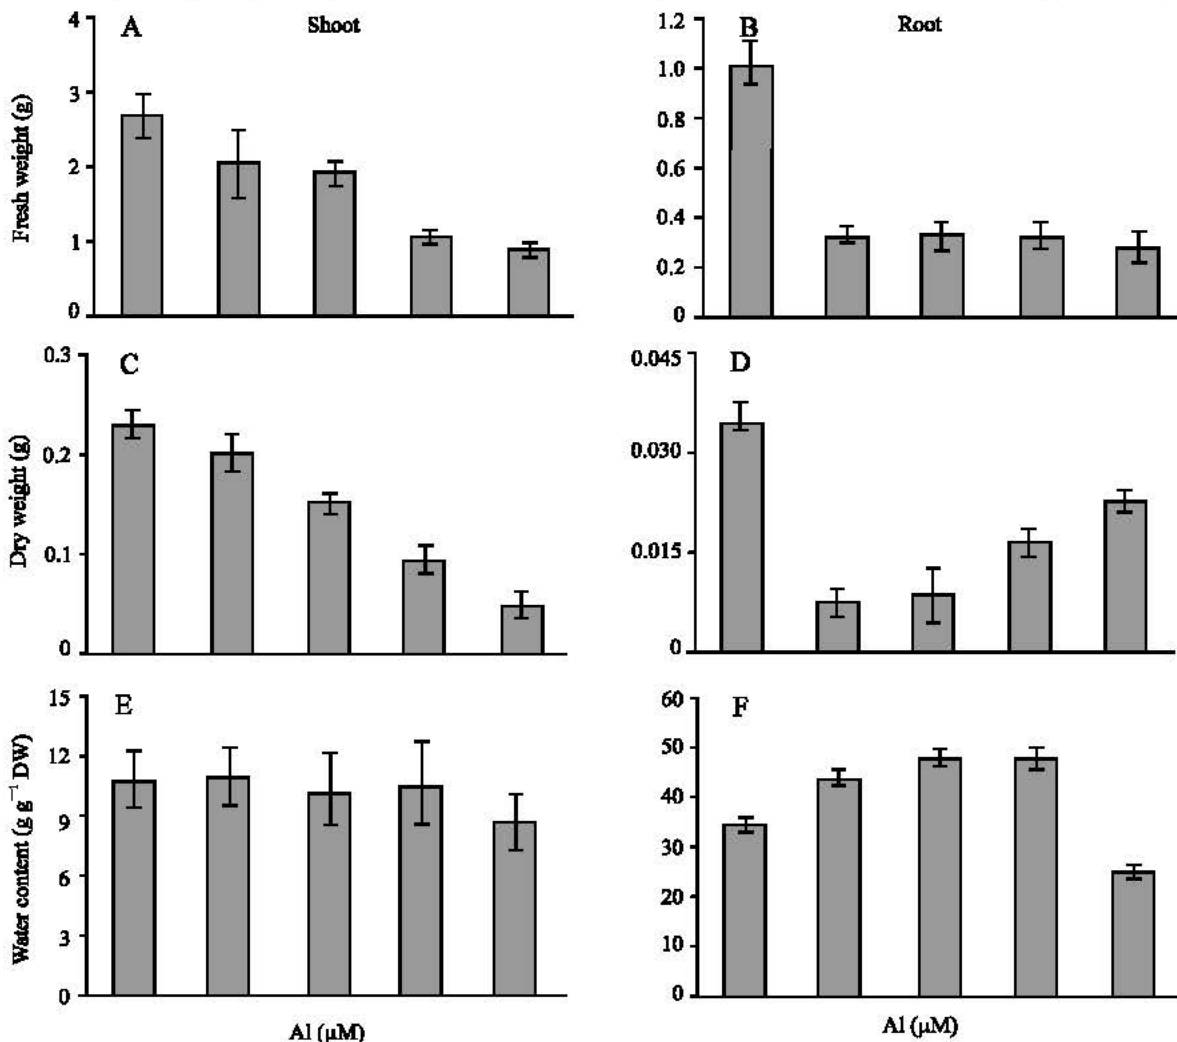 A
Shoot
Fresh weight (g)
4
3
2
1
0
B
Root
1.2
1.0
0.8
0.6
0.4
0.2
0
C
Dry weight (g)
0.3
0.2
0.1
0
D
0.045
0.030
0.015
0
E
Water content (g g⁻¹ DW)
15
12
9
6
3
0
Al (μM)
F
60
50
40
30
20
10
0
Al (μM)